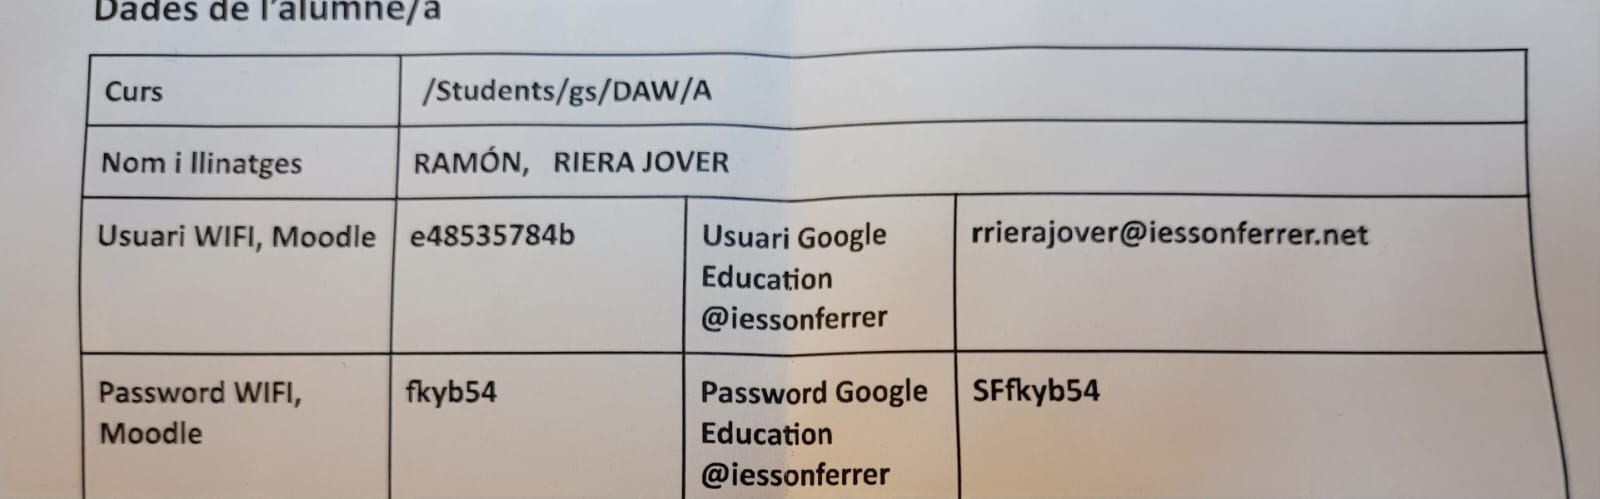 Dades de l'alumne/a
Curs
/Students/gs/DAW/A
Nom i llinatges
RAMÓN, RIERA JOVER
Usuari WIFI, Moodle
e48535784b
Usuari Google
Education
@iessonferrer
rrierajover@iessonferrer.net
Password WIFI,
Moodle
fkyb54
Password Google
Education
@iessonferrer
SFfkyb54